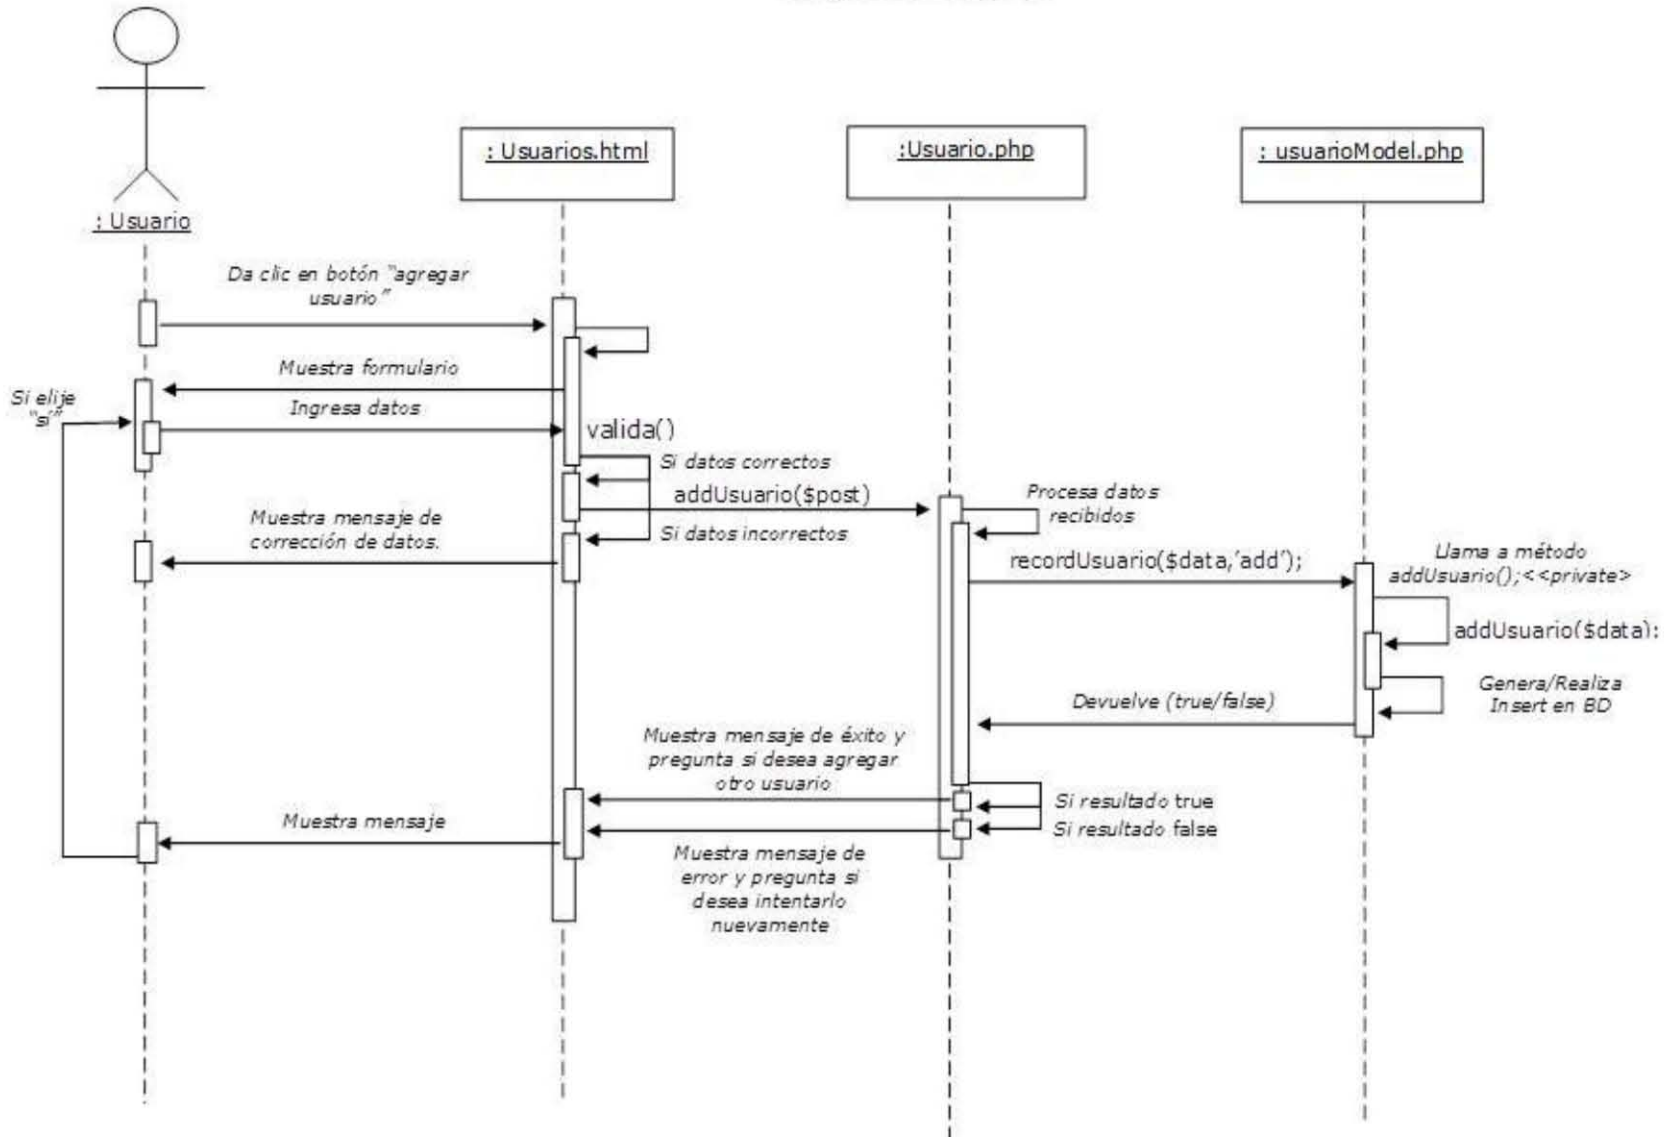 : Usuarios.html
:Usuario.php
: usuarioModel.php
: Usuario
Da clic en botón "agregar
usuario"
Muestra formulario
Si elije
"sí"
Ingresa datos
valida()
Si datos correctos
addUsuario($post)
Procesa datos
recibidos
Muestra mensaje de
corrección de datos.
Si datos incorrectos
recordUsuario($data,'add');
Llama a método
addUsuario();<<private>
addUsuario($data):
Genera/Realiza
Insert en BD
Devuelve (true/false)
Muestra mensaje de éxito y
pregunta si desea agregar
otro usuario
Si resultado true
Si resultado false
Muestra mensaje
Muestra mensaje de
error y pregunta si
desea intentarlo
nuevamente